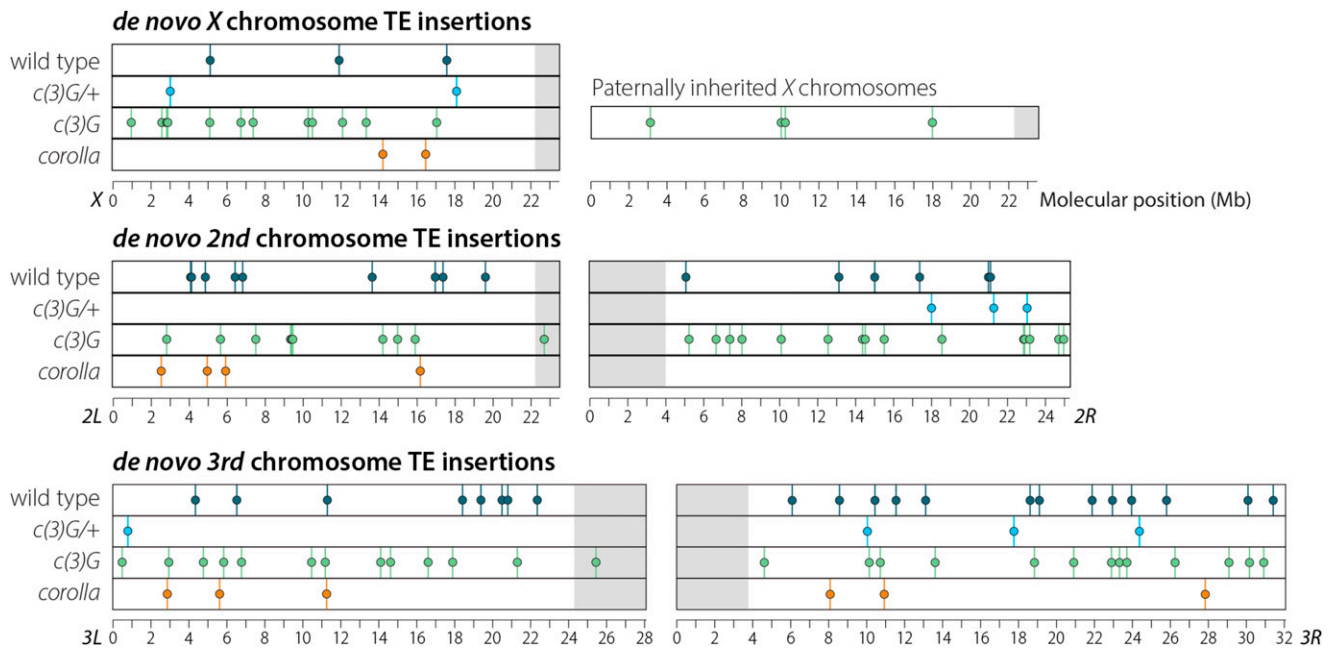 de novo X chromosome TE insertions
wild type
c(3)G/+
c(3)G
corolla
X 0 2 4 6 8 10 12 14 16 18 20 22
Paternally inherited X chromosomes
0 2 4 6 8 10 12 14 16 18 20 22 Molecular position (Mb)
de novo 2nd chromosome TE insertions
wild type
c(3)G/+
c(3)G
corolla
2L 0 2 4 6 8 10 12 14 16 18 20 22
0 2 4 6 8 10 12 14 16 18 20 22 24 2R
de novo 3rd chromosome TE insertions
wild type
c(3)G/+
c(3)G
corolla
3L 0 2 4 6 8 10 12 14 16 18 20 22 24 26 28
0 2 4 6 8 10 12 14 16 18 20 22 24 26 28 30 32 3R